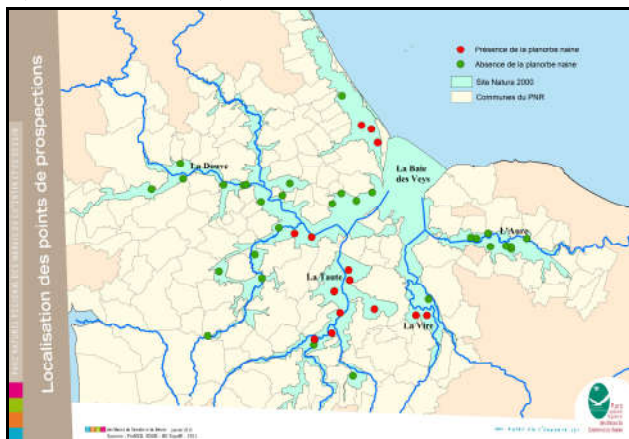 Localisation des points de prospections
Présence de la planorbe naine
Absence de la planorbe naine
Site Natura 2000
Communes du PNR
La Douve
La Baie
des Veys
L'Aure
La Taute
La Vire
Parc